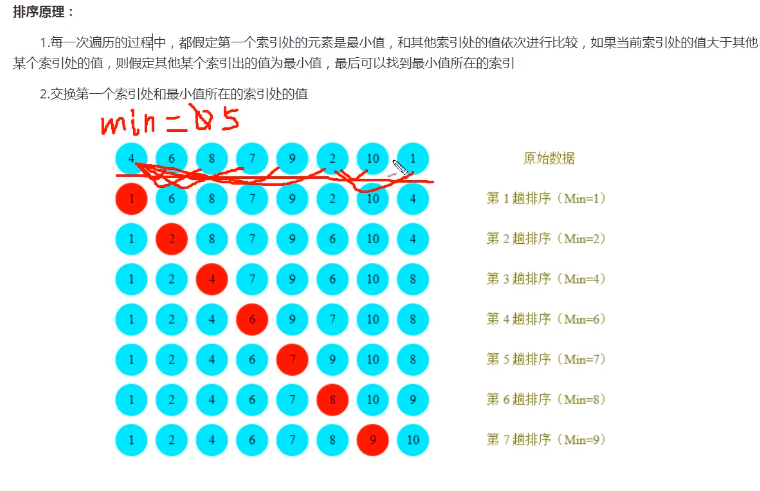 排序原理：
1.每一次遍历的过程中，都假定第一个索引处的元素是最小值，和其他索引处的值依次进行比较，如果当前索引处的值大于其他
某个索引处的值，则假定其他某个索引出的值为最小值，最后可以找到最小值所在的索引
2.交换第一个索引处和最小值所在的索引处的值
min=05
4 6 8 7 9 2 10 1 原始数据
1 6 8 7 9 2 10 4 第1趟排序（Min=1）
1 2 8 7 9 6 10 4 第2趟排序（Min=2）
1 2 4 7 9 6 10 8 第3趟排序（Min=4）
1 2 4 6 9 7 10 8 第4趟排序（Min=6）
1 2 4 6 7 9 10 8 第5趟排序（Min=7）
1 2 4 6 7 8 10 9 第6趟排序（Min=8）
1 2 4 6 7 8 9 10 第7趟排序（Min=9）